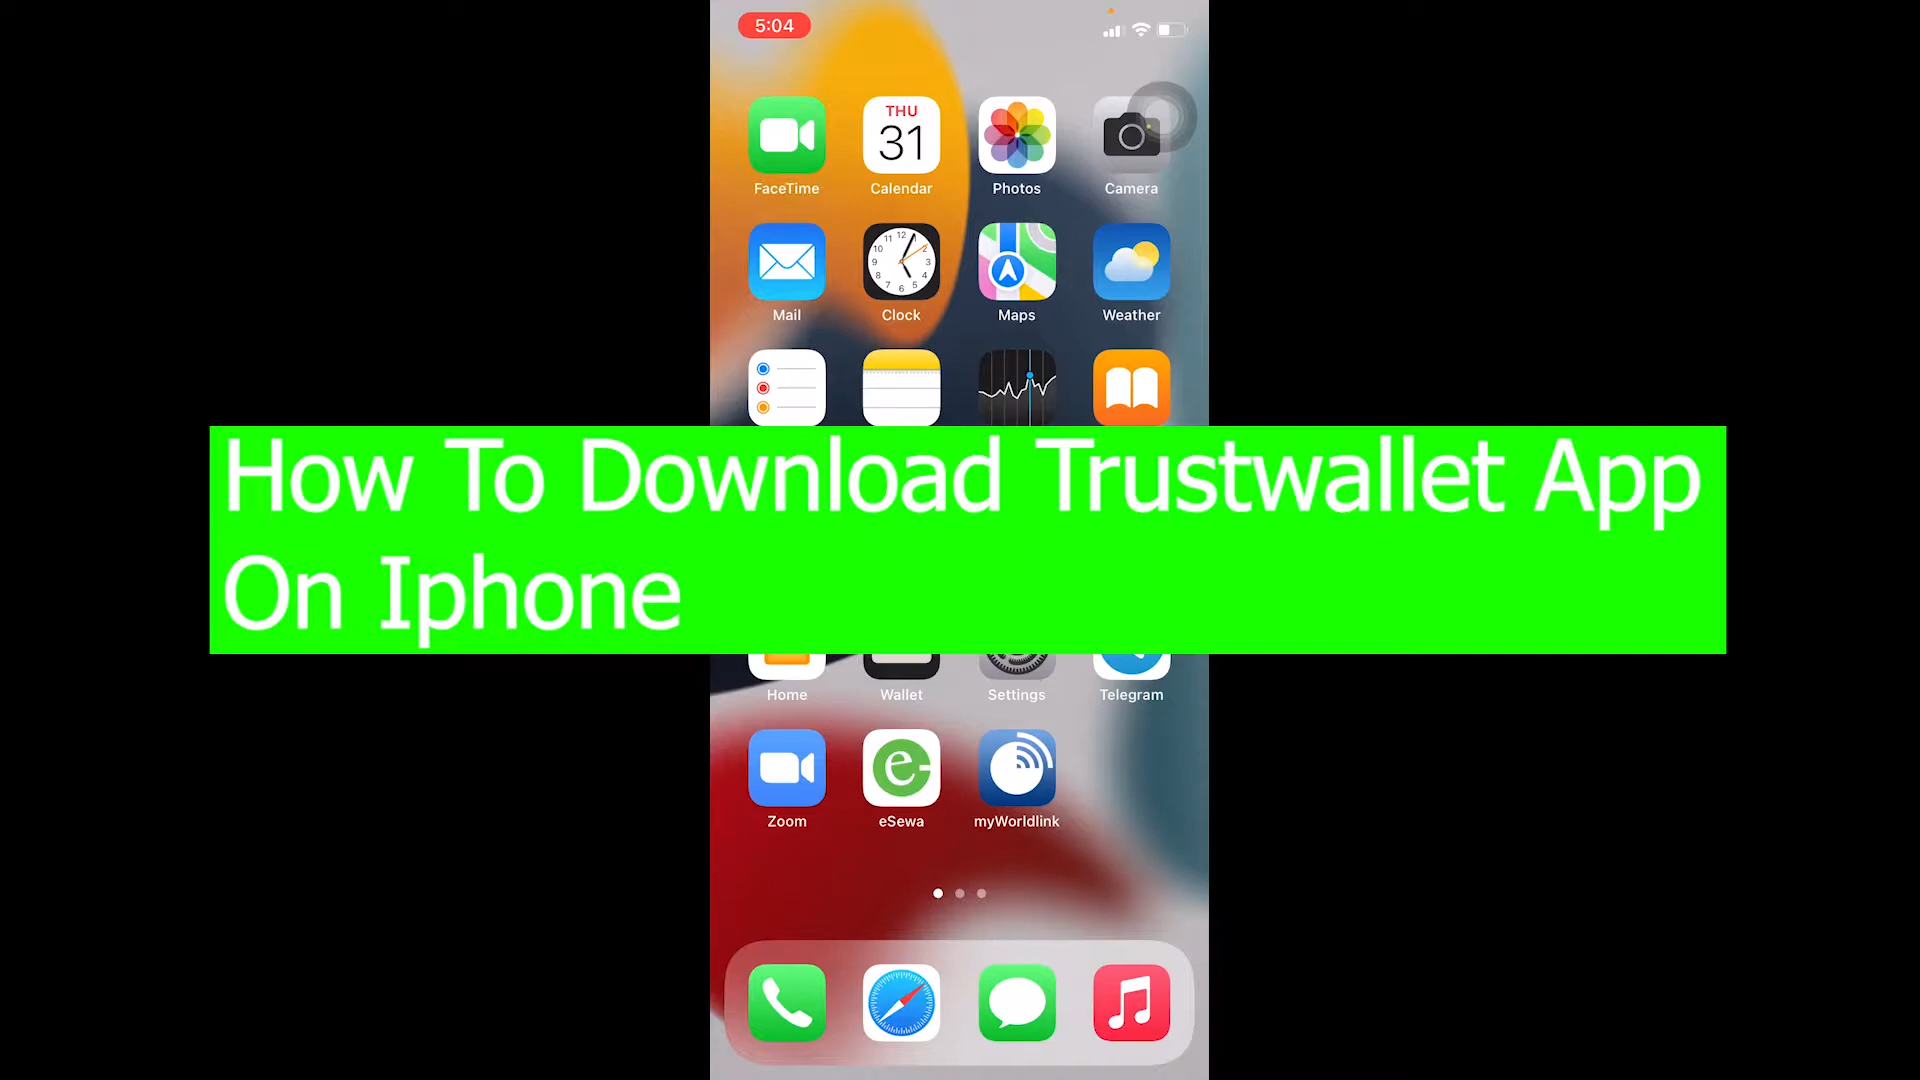 5:04
THU
31
FaceTime
Calendar
Photos
Camera
Mail
Clock
Maps
Weather
How To Download Trustwallet App
On Iphone
Home
Wallet
Settings
Telegram
Zoom
eSewa
myWorldlink